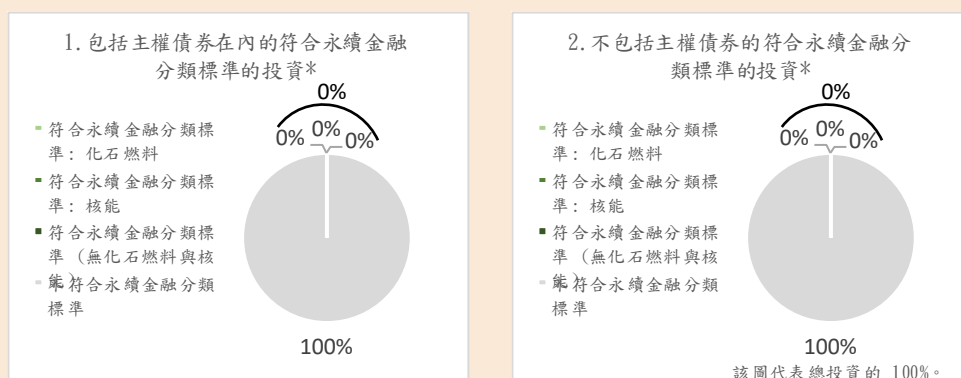 1.包括主權債券在內的符合永續金融
分類標準的投資*
0%
0% 0% 0%
符合永續金融分類標
準: 化石燃料
符合永續金融分類標
準: 核能
符合永續金融分類標
準 (無化石燃料與核
能)
未符合永續金融分類
標準
100%
2.不包括主權債券的符合永續金融分
類標準的投資*
0%
0% 0% 0%
符合永續金融分類標
準: 化石燃料
符合永續金融分類標
準: 核能
符合永續金融分類標
準 (無化石燃料與核
能)
未符合永續金融分類
標準
100%
該圖代表總投資的 100%。